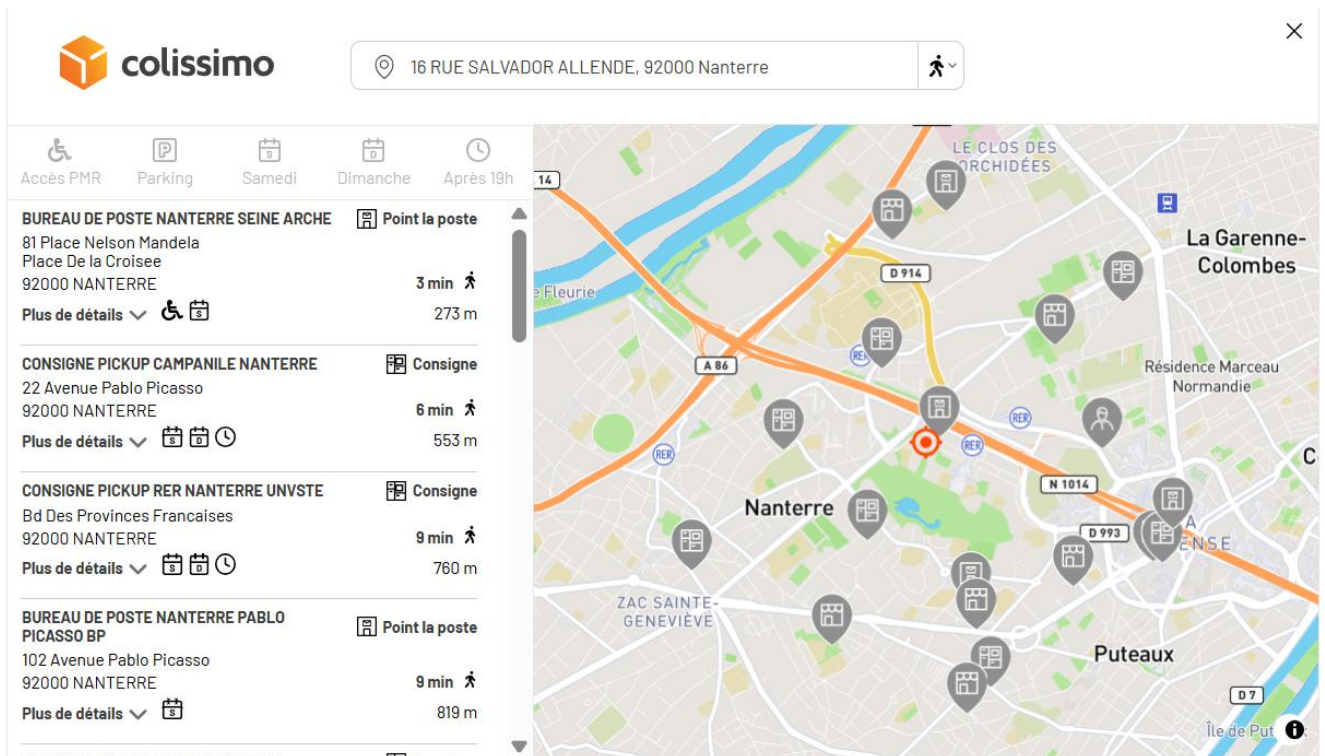 colissimo
16 RUE SALVADOR ALLENDE, 92000 Nanterre
Accès PMR
Parking
Samedi
Dimanche
Après 19h
BUREAU DE POSTE NANTERRE SEINE ARCHE
Point la poste
81 Place Nelson Mandela
Place De la Croisee
92000 NANTERRE
3 min
Plus de détails
273 m
CONSIGNE PICKUP CAMPANILE NANTERRE
Consigne
22 Avenue Pablo Picasso
92000 NANTERRE
6 min
Plus de détails
553 m
CONSIGNE PICKUP RER NANTERRE UNVSTE
Consigne
Bd Des Provinces Francaises
92000 NANTERRE
9 min
Plus de détails
760 m
BUREAU DE POSTE NANTERRE PABLO
PICASSO BP
Point la poste
102 Avenue Pablo Picasso
92000 NANTERRE
9 min
Plus de détails
819 m
LE CLOS DES
ORCHIDÉES
14
La Garenne-
Colombes
D 914
Fleurie
RER
A 86
Résidence Marceau
Normandie
RER
RER
RER
N 1014
Nanterre
D 993
ZAC SAINTE-
GENEVIÈVE
Puteaux
D 7
Île de Put